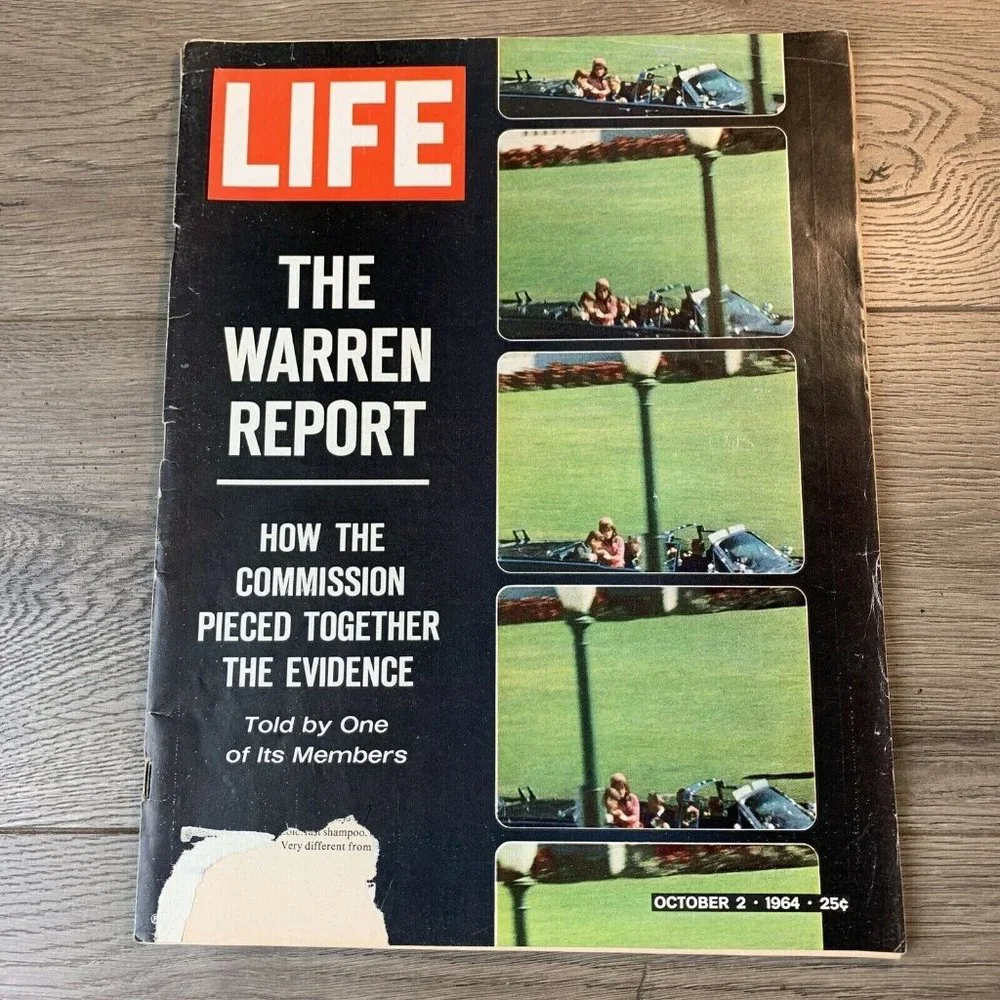 LIFE
THE
WARREN
REPORT
HOW THE
COMMISSION
PIECED TOGETHER
THE EVIDENCE
Told by One
of Its Members
shampoo.
Very different from
OCTOBER 2 · 1964 · 25¢